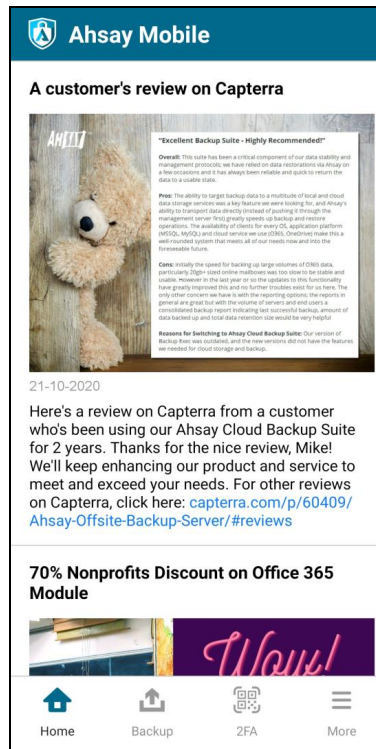 Ahsay Mobile
A customer's review on Capterra
AHSAY
"Excellent Backup Suite - Highly Recommended!"
Overall: This suite has been a critical component of our data stability and
management protocols; we have relied on data restorations via Ahsay on
a few occasions and it has always been reliable and quick to return the
data to a usable state.
Pros: The ability to target backup data to a multitude of local and cloud
data storage services was a key feature we were looking for, and Ahsay's
ability to transport data directly (instead of pushing it through the
management server first) greatly speeds up backup and restore
operations. The availability of clients for every OS, application platform
(MSSQL, MySQL) and cloud service we use (O365, OneDrive) make this a
well-rounded system that meets all of our needs now and into the
foreseeable future.
Cons: Initially the speed for backing up large volumes of O365 data,
particularly 20gb+ sized online mailboxes was too slow to be stable and
usable. However in the last year or so the updates to this functionality
have greatly improved this and no further troubles exist for us here. The
only other concern we have is with the reporting options; the reports in
general are great but with the volume of servers and end users a
consolidated backup report indicating last successful backup, amount of
data backed up and total data retention size would be very helpful
Reasons for Switching to Ahsay Cloud Backup Suite: Our version of
Backup Exec was outdated, and the new versions did not have the features
we needed for cloud storage and backup.
21-10-2020
Here's a review on Capterra from a customer
who's been using our Ahsay Cloud Backup Suite
for 2 years. Thanks for the nice review, Mike!
We'll keep enhancing our product and service to
meet and exceed your needs. For other reviews
on Capterra, click here: capterra.com/p/60409/
Ahsay-Offsite-Backup-Server/#reviews
70% Nonprofits Discount on Office 365
Module
Wow!
Home
Backup
2FA
More